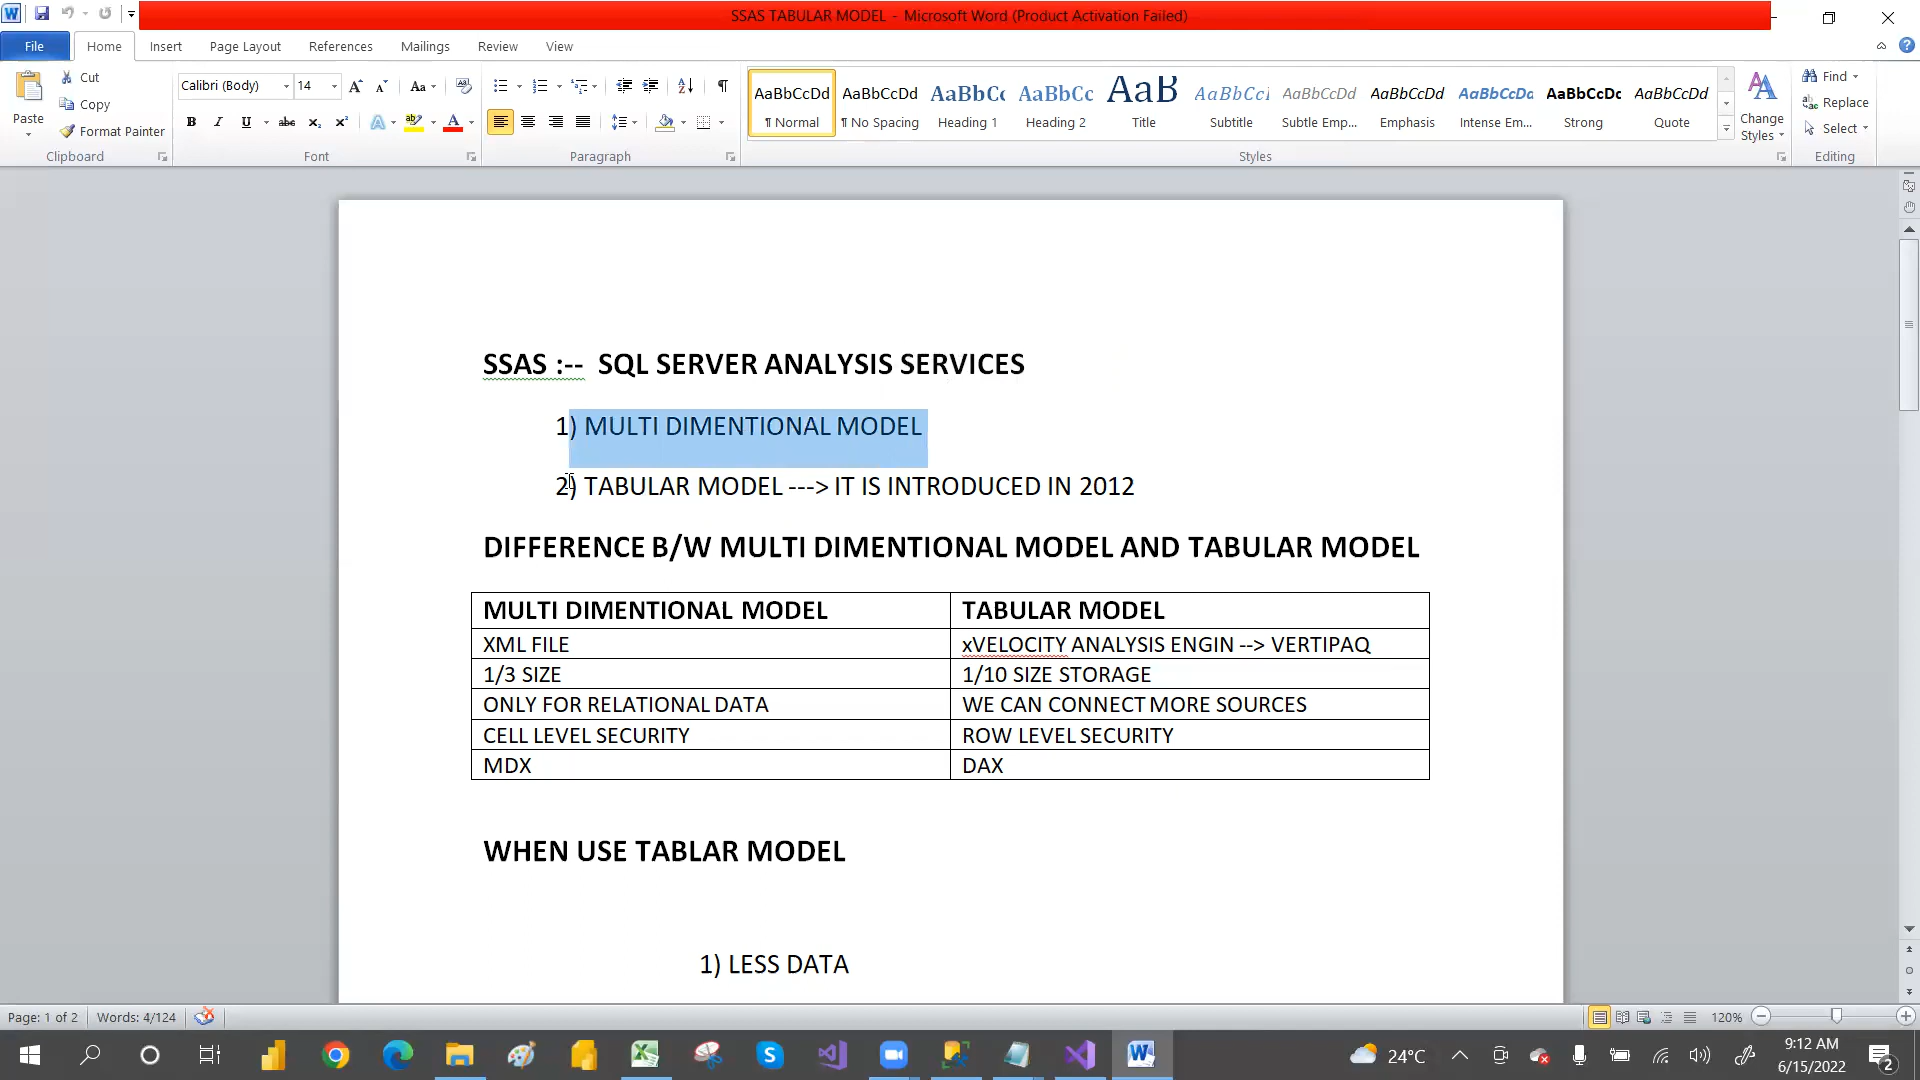 SSAS TABULAR MODEL - Microsoft Word (Product Activation Failed)
File Home Insert Page Layout References Mailings Review View
Paste
Cut
Copy
Format Painter
Clipboard
Calibri (Body) 14
Font
Paragraph
AaBbCcDd AaBbCcDd AaBbCc AaBbCc AaB AaBbCcI AaBbCcDd AaBbCcDd AaBbCcDd AaBbCcDc AaBbCcDd
¶ Normal ¶ No Spacing Heading 1 Heading 2 Title Subtitle Subtle Emp... Emphasis Intense Em... Strong Quote
Change Styles
Styles
Find
Replace
Select
Editing
SSAS :-- SQL SERVER ANALYSIS SERVICES
1) MULTI DIMENTIONAL MODEL
2) TABULAR MODEL ---> IT IS INTRODUCED IN 2012
DIFFERENCE B/W MULTI DIMENTIONAL MODEL AND TABULAR MODEL
MULTI DIMENTIONAL MODEL TABULAR MODEL
XML FILE xVELOCITY ANALYSIS ENGIN --> VERTIPAQ
1/3 SIZE 1/10 SIZE STORAGE
ONLY FOR RELATIONAL DATA WE CAN CONNECT MORE SOURCES
CELL LEVEL SECURITY ROW LEVEL SECURITY
MDX DAX
WHEN USE TABLAR MODEL
1) LESS DATA
Page: 1 of 2 Words: 4/124 120%
24°C
9:12 AM
6/15/2022
2